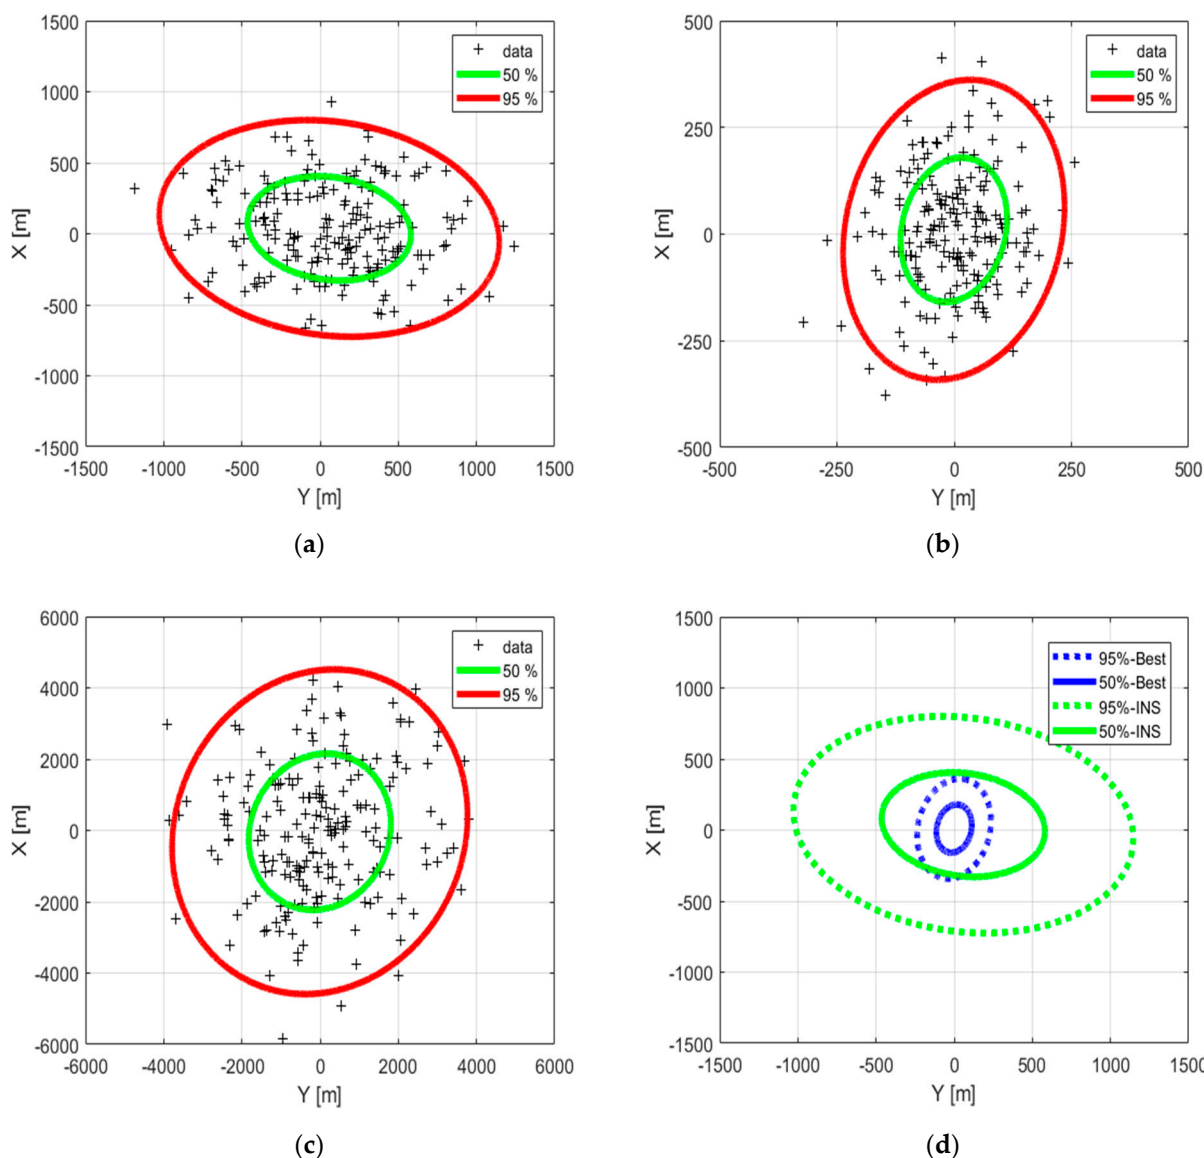 1500
1000
500
0
-500
-1000
-1500
X [m]
-1500 -1000 -500 0 500 1000 1500
Y [m]
data
50 %
95 %
(a)
500
250
0
-250
-500
X [m]
-500 -250 0 250 500
Y [m]
data
50 %
95 %
(b)
6000
4000
2000
0
-2000
-4000
-6000
X [m]
-6000 -4000 -2000 0 2000 4000 6000
Y [m]
data
50 %
95 %
(c)
1500
1000
500
0
-500
-1000
-1500
X [m]
-1500 -1000 -500 0 500 1000 1500
Y [m]
95%-Best
50%-Best
95%-INS
50%-INS
(d)